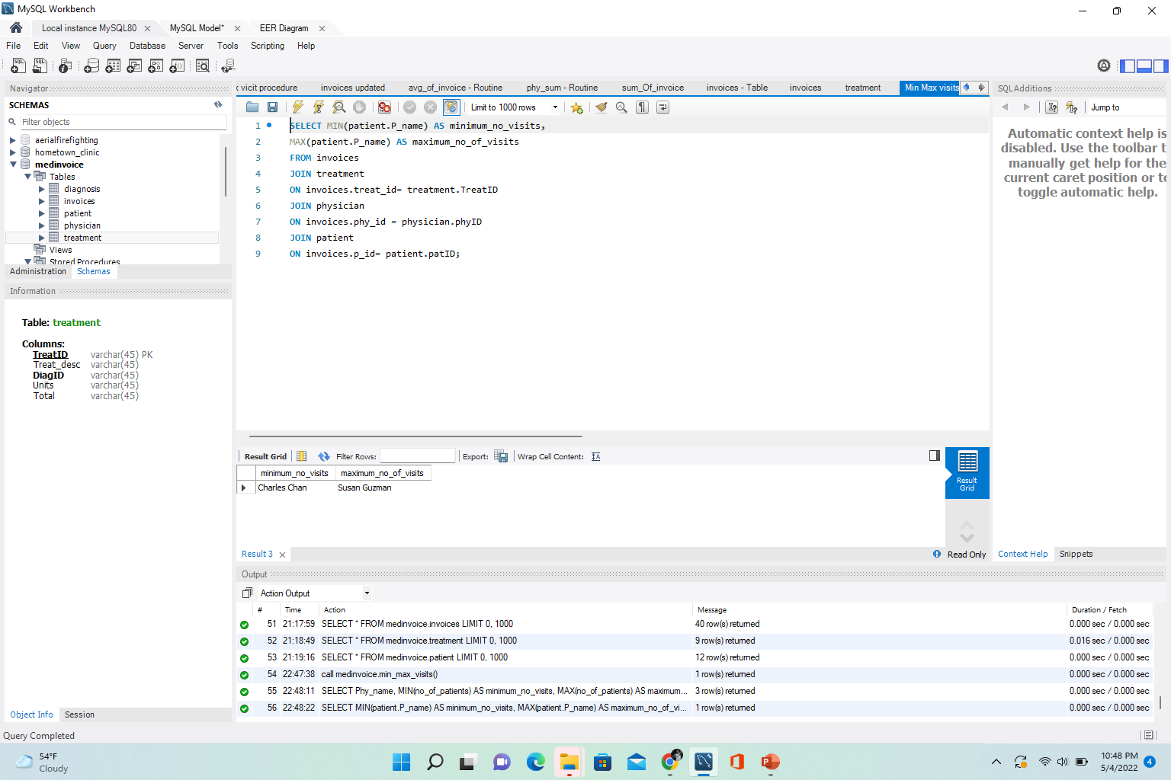 MySQL Workbench
Local instance MySQL80 × MySQL Model* × EER Diagram ×
File Edit View Query Database Server Tools Scripting Help
Navigator
SCHEMAS
Filter objects
aerialfirefighting
hometown_clinic
medinvoice
Tables
diagnosis
invoices
patient
physician
treatment
Views
Stored Procedures
Administration Schemas
Information
Table: treatment
Columns:
TreatID varchar(45) PK
Treat_desc varchar(45)
DiagID varchar(45)
Units varchar(45)
Total varchar(45)
Object Info Session
Query Completed
vicit procedure invoices updated avg_of_invoice - Routine phy_sum - Routine sum_Of_invoice invoices - Table invoices treatment Min Max visits
Limit to 1000 rows
1 SELECT MIN(patient.P_name) AS minimum_no_visits,
2 MAX(patient.P_name) AS maximum_no_of_visits
3 FROM invoices
4 JOIN treatment
5 ON invoices.treat_id= treatment.TreatID
6 JOIN physician
7 ON invoices.phy_id = physician.phyID
8 JOIN patient
9 ON invoices.p_id= patient.patID;
Result Grid Filter Rows: Export: Wrap Cell Content:
minimum_no_visits maximum_no_of_visits
Charles Chan Susan Guzman
Result Grid
Result 3 × Read Only
SQL Additions
Jump to
Automatic context help is
disabled. Use the toolbar t
manually get help for the
current caret position or to
toggle automatic help.
Context Help Snippets
Output
Action Output
# Time Action Message Duration / Fetch
51 21:17:59 SELECT * FROM medinvoice.invoices LIMIT 0, 1000 40 row(s) returned 0.000 sec / 0.000 sec
52 21:18:49 SELECT * FROM medinvoice.treatment LIMIT 0, 1000 9 row(s) returned 0.016 sec / 0.000 sec
53 21:19:16 SELECT * FROM medinvoice.patient LIMIT 0, 1000 12 row(s) returned 0.000 sec / 0.000 sec
54 22:47:38 call medinvoice.min_max_visits() 1 row(s) returned 0.000 sec / 0.000 sec
55 22:48:11 SELECT Phy_name, MIN(no_of_patients) AS minimum_no_visits, MAX(no_of_patients) AS maximum... 3 row(s) returned 0.000 sec / 0.000 sec
56 22:48:22 SELECT MIN(patient.P_name) AS minimum_no_visits, MAX(patient.P_name) AS maximum_no_of_vi... 1 row(s) returned 0.000 sec / 0.000 sec
54°F
Cloudy
10:48 PM
5/4/2022
4